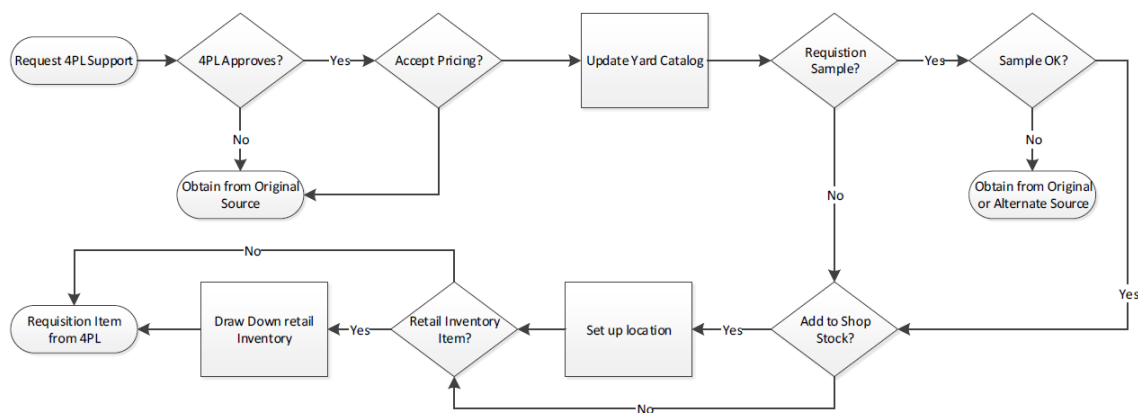 Request 4PL Support
4PL Approves?
Yes
Accept Pricing?
Update Yard Catalog
Requistion
Sample?
Yes
Sample OK?
No
No
Obtain from Original
Source
Obtain from Original
or Alternate Source
No
No
Yes
Requisition Item
from 4PL
Draw Down retail
Inventory
Yes
Retail Inventory
Item?
Set up location
Yes
Add to Shop
Stock?
No